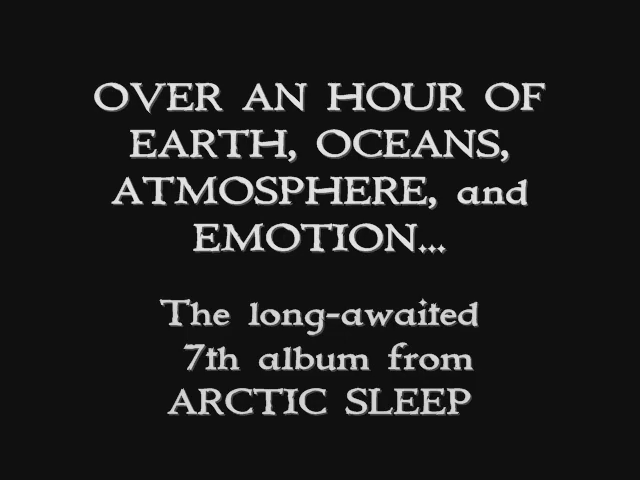 OVER AN HOUR OF
EARTH, OCEANS,
ATMOSPHERE, and
EMOTION...
The long-awaited
7th album from
ARCTIC SLEEP